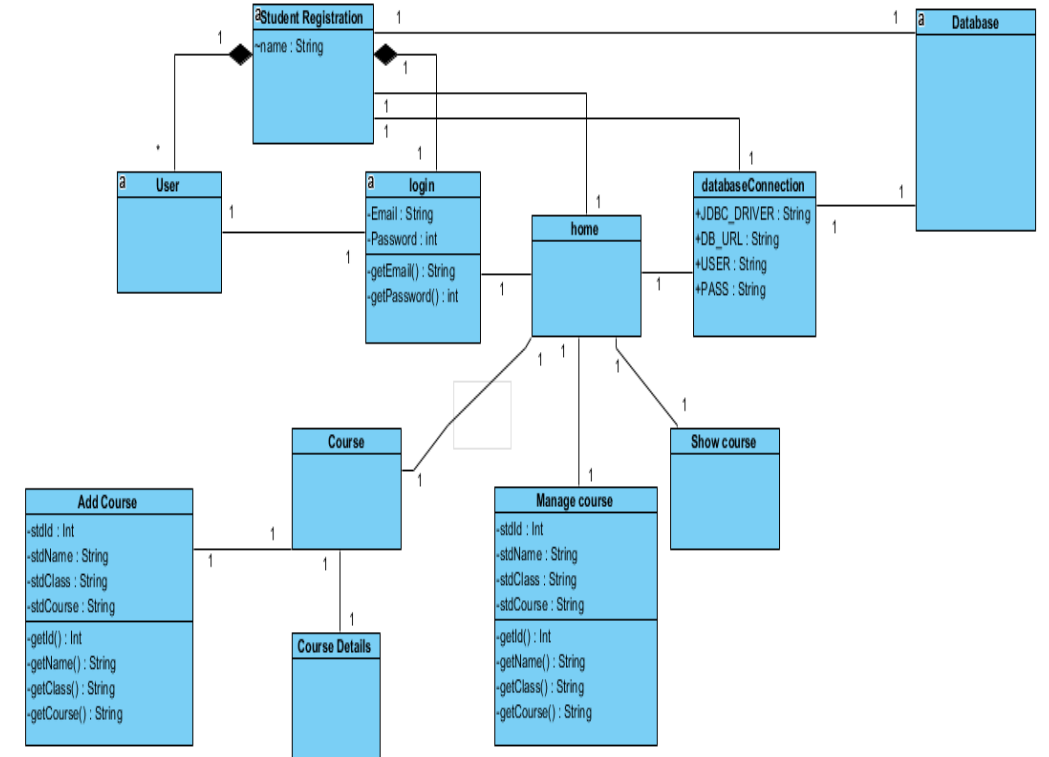 a
Student Registration
~name : String
1
1
a
Database
1
1
1
1
1
*
1
1
1
a
User
1
1
a
login
-Email : String
-Password : int
-getEmail() : String
-getPassword() : int
1
home
1
databaseConnection
+JDBC_DRIVER : String
+DB_URL : String
+USER : String
+PASS : String
1
1
1
1
1
1
1
1
Course
Show course
Add Course
-stdId : Int
-stdName : String
-stdClass : String
-stdCourse : String
-getId() : Int
-getName() : String
-getClass() : String
-getCourse() : String
1
1
1
1
Course Details
Manage course
-stdId : Int
-stdName : String
-stdClass : String
-stdCourse : String
-getId() : Int
-getName() : String
-getClass() : String
-getCourse() : String